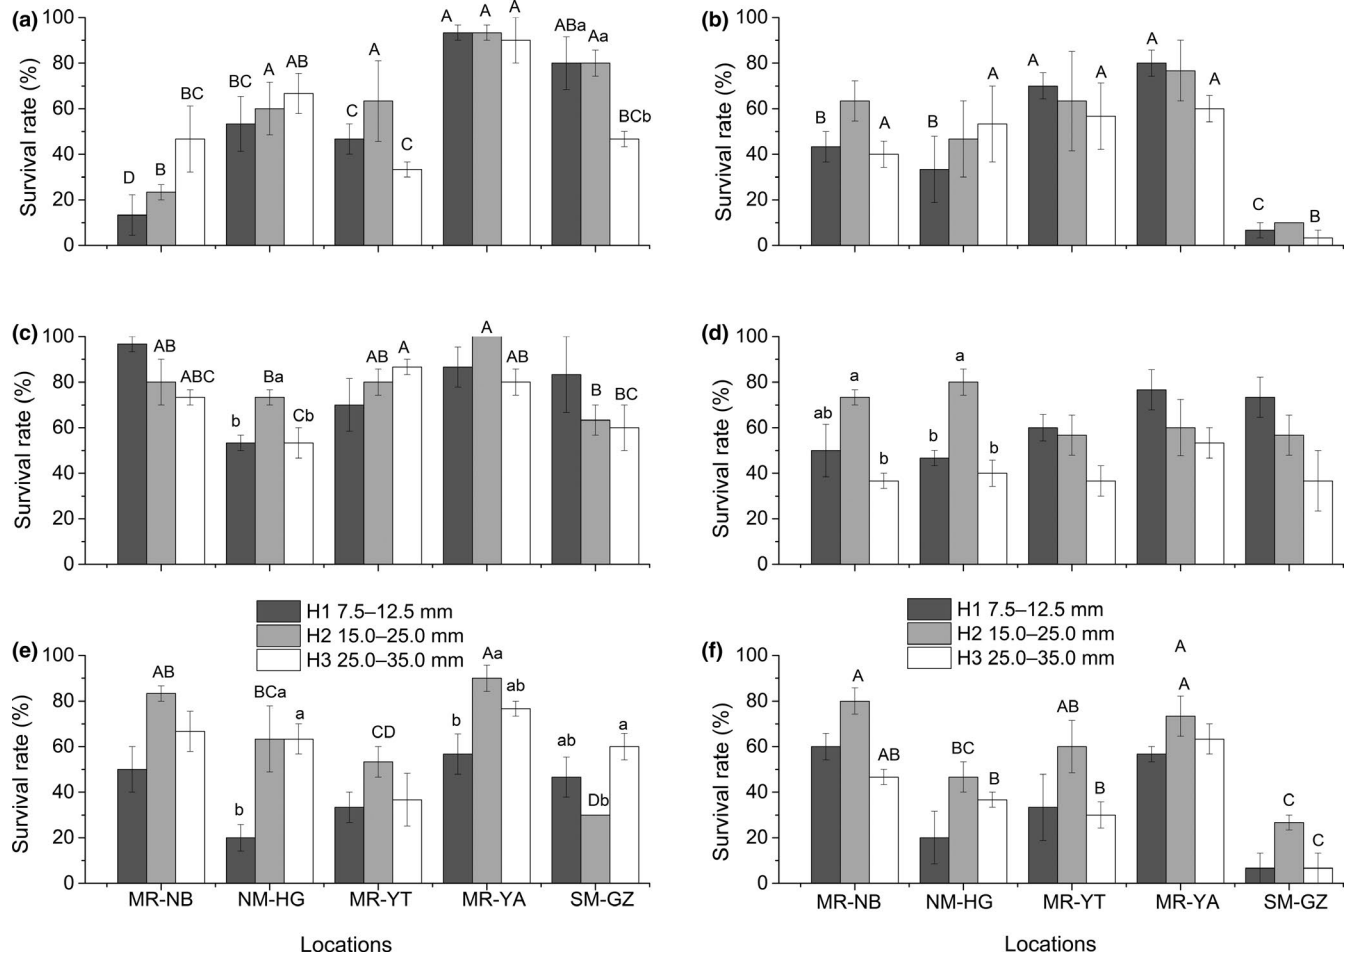 (a)
Survival rate (%)
100
80
60
40
20
0
D
B
BC
BC
A
AB
C
A
C
A
A
A
ABa
Aa
BCb
(b)
Survival rate (%)
100
80
60
40
20
0
B
A
B
A
A
A
A
A
C
B
(c)
Survival rate (%)
100
80
60
40
20
0
AB
ABC
b
Ba
Cb
AB
A
A
AB
B
BC
(d)
Survival rate (%)
100
80
60
40
20
0
ab
a
b
b
a
b
H1 7.5–12.5 mm
H2 15.0–25.0 mm
H3 25.0–35.0 mm
H1 7.5–12.5 mm
H2 15.0–25.0 mm
H3 25.0–35.0 mm
(e)
Survival rate (%)
100
80
60
40
20
0
AB
b
BCa
a
CD
b
Aa
ab
ab
Db
a
MR-NB
NM-HG
MR-YT
MR-YA
SM-GZ
Locations
(f)
Survival rate (%)
100
80
60
40
20
0
A
AB
BC
B
AB
B
A
A
C
C
MR-NB
NM-HG
MR-YT
MR-YA
SM-GZ
Locations